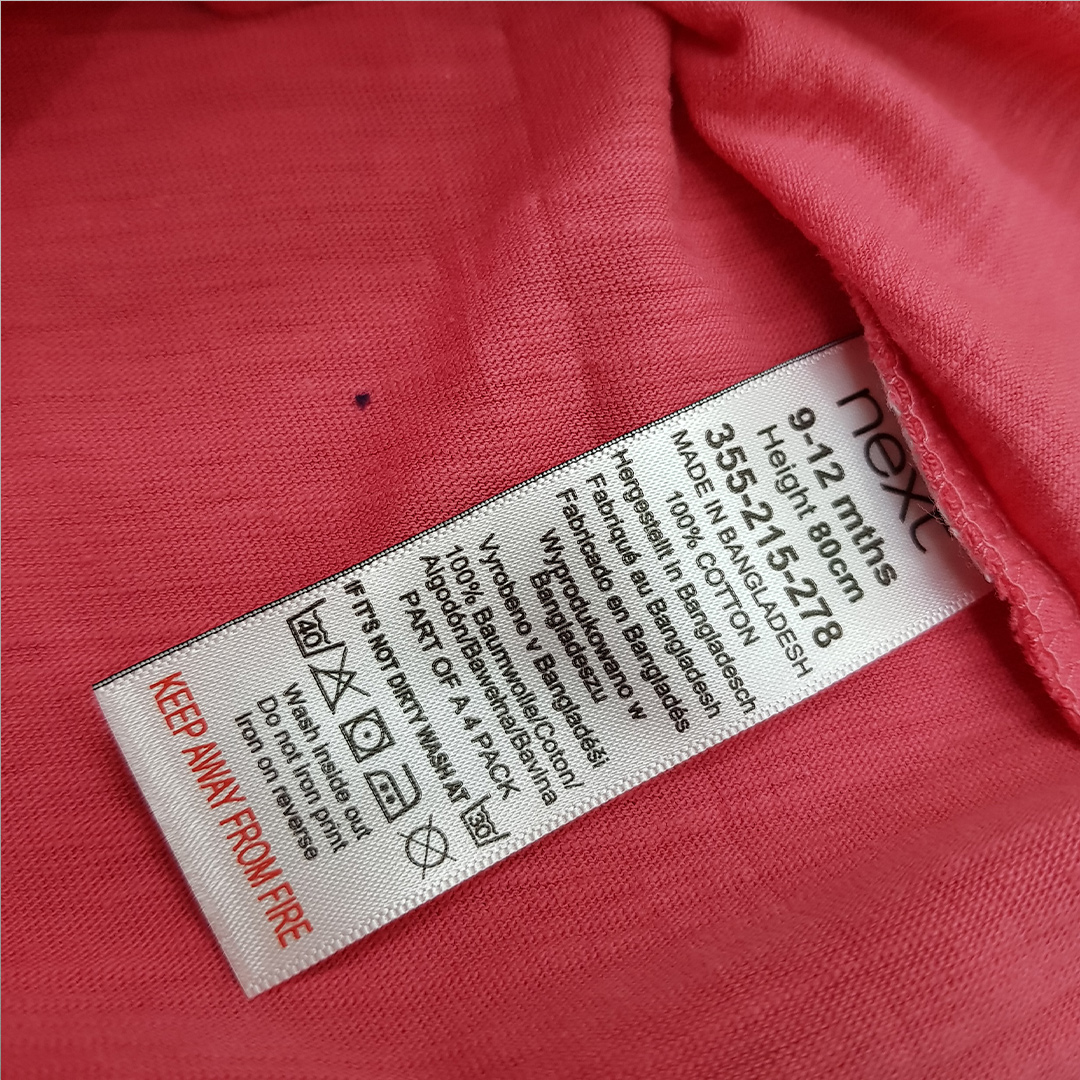 next
9-12 mths
Height 80cm
355-215-278
MADE IN BANGLADESH
100% COTTON
Hergestellt in Bangladesch
Fabriqué au Bangladesh
Fabricado en Bangladés
Wyprodukowano w
Bangladeszu
Vyrobeno v Bangladéši
100% Baumwolle/Coton/
Algodón/Bawełna/Bavlna
PART OF A 4 PACK
IF IT'S NOT DIRTY WASH AT 30
40
Wash inside out
Do not iron print
Iron on reverse
KEEP AWAY FROM FIRE